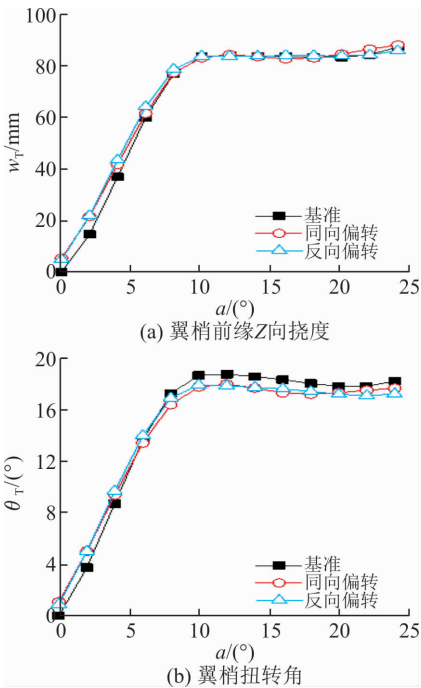 100
80
60
40
20
0
w_T/mm
基准
同向偏转
反向偏转
0 5 10 15 20 25
a/(°)
(a) 翼梢前缘Z向挠度
20
16
12
8
4
0
θ_T/(°)
基准
同向偏转
反向偏转
0 5 10 15 20 25
a/(°)
(b) 翼梢扭转角